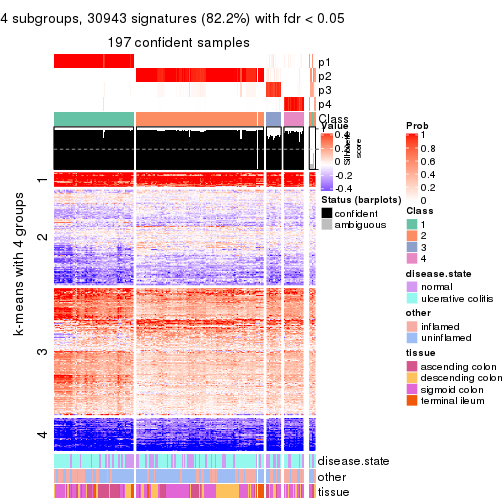 4 subgroups, 30943 signatures (82.2%) with fdr < 0.05
197 confident samples
p1
p2
p3
p4
Class
Silhouette
score
k-means with 4 groups
1
2
3
4
disease.state
other
tissue
Value
0.4
0.2
0
-0.2
-0.4
Status (barplots)
confident
ambiguous
Prob
1
0.8
0.6
0.4
0.2
0
Class
1
2
3
4
disease.state
normal
ulcerative colitis
other
inflamed
uninflamed
tissue
ascending colon
descending colon
sigmoid colon
terminal ileum